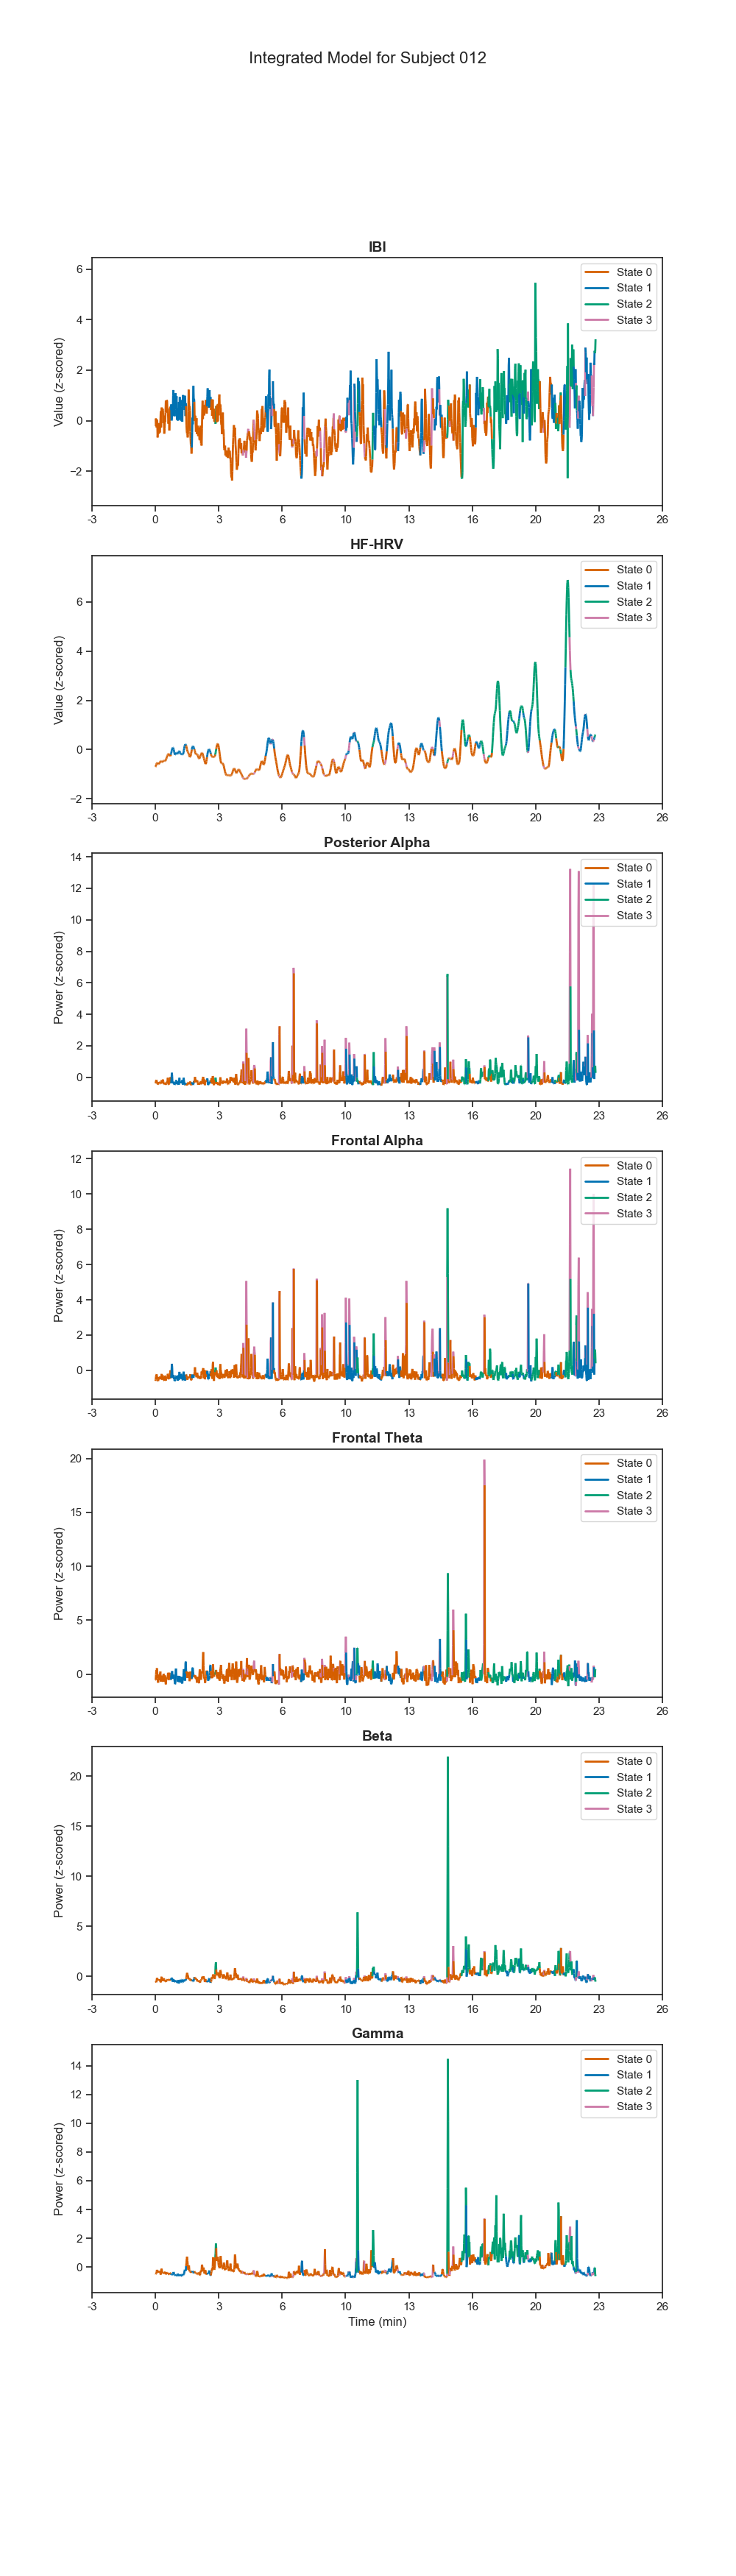 Integrated Model for Subject 012
IBI
Value (z-scored)
6
4
2
0
−2
State 0
State 1
State 2
State 3
-3 0 3 6 10 13 16 20 23 26
HF-HRV
Value (z-scored)
6
4
2
0
−2
State 0
State 1
State 2
State 3
-3 0 3 6 10 13 16 20 23 26
Posterior Alpha
Power (z-scored)
14
12
10
8
6
4
2
0
State 0
State 1
State 2
State 3
-3 0 3 6 10 13 16 20 23 26
Frontal Alpha
Power (z-scored)
12
10
8
6
4
2
0
State 0
State 1
State 2
State 3
-3 0 3 6 10 13 16 20 23 26
Frontal Theta
Power (z-scored)
20
15
10
5
0
State 0
State 1
State 2
State 3
-3 0 3 6 10 13 16 20 23 26
Beta
Power (z-scored)
20
15
10
5
0
State 0
State 1
State 2
State 3
-3 0 3 6 10 13 16 20 23 26
Gamma
Power (z-scored)
14
12
10
8
6
4
2
0
State 0
State 1
State 2
State 3
-3 0 3 6 10 13 16 20 23 26
Time (min)